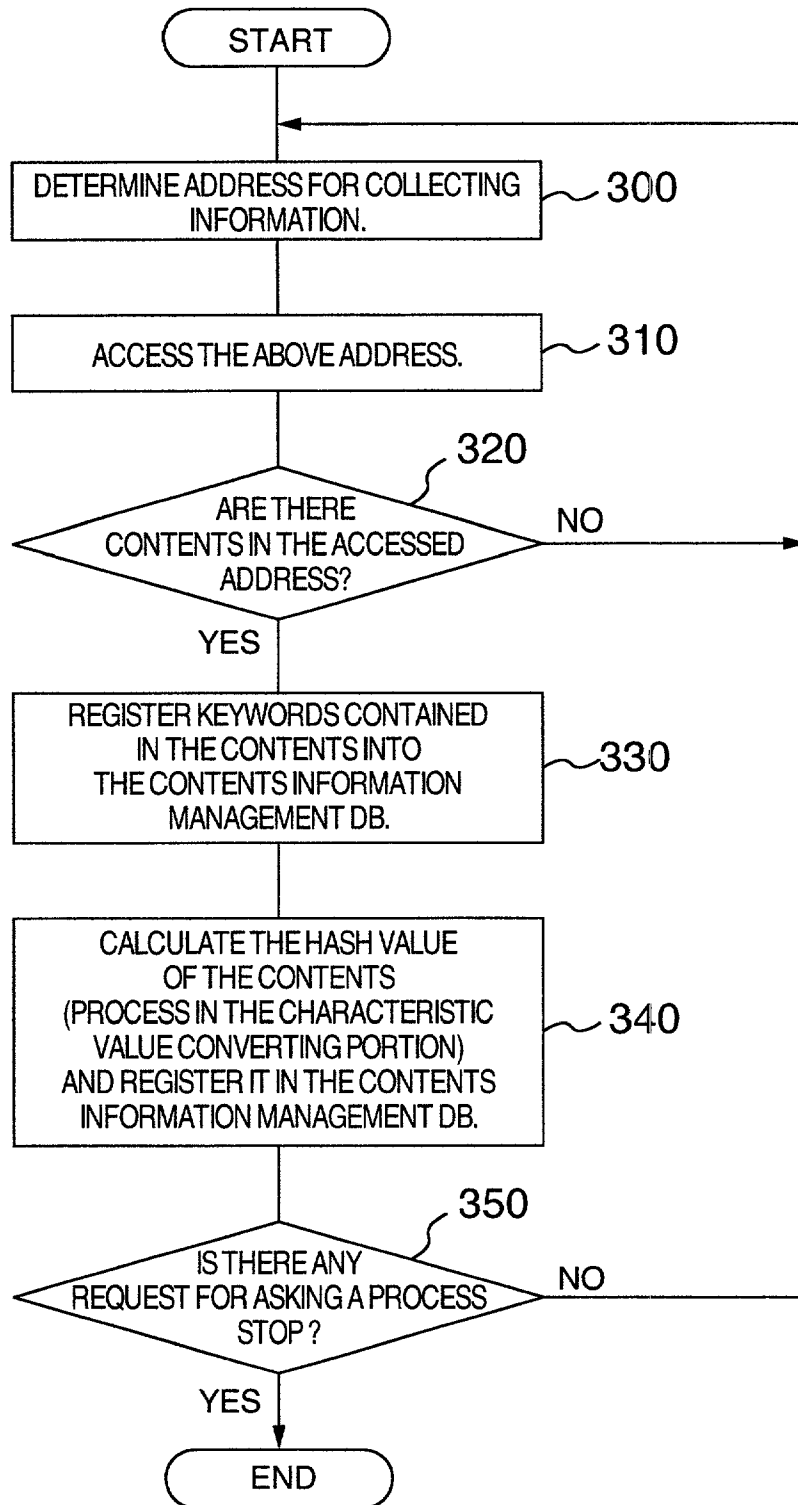 START
DETERMINE ADDRESS FOR COLLECTING
INFORMATION.
300
ACCESS THE ABOVE ADDRESS.
310
320
ARE THERE
CONTENTS IN THE ACCESSED
ADDRESS?
NO
YES
REGISTER KEYWORDS CONTAINED
IN THE CONTENTS INTO
THE CONTENTS INFORMATION
MANAGEMENT DB.
330
CALCULATE THE HASH VALUE
OF THE CONTENTS
(PROCESS IN THE CHARACTERISTIC
VALUE CONVERTING PORTION)
AND REGISTER IT IN THE CONTENTS
INFORMATION MANAGEMENT DB.
340
350
IS THERE ANY
REQUEST FOR ASKING A PROCESS
STOP?
NO
YES
END